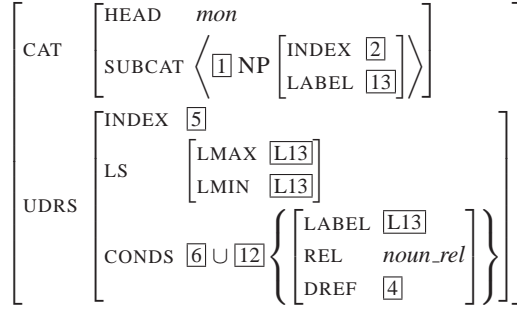 HEAD mon
CAT
SUBCAT ⟨ 1 NP [ INDEX 2
LABEL 13 ] ⟩
INDEX 5
LS [ LMAX L13
LMIN L13 ]
UDRS
LABEL L13
CONDS 6 ∪ 12 { REL noun_rel }
DREF 4